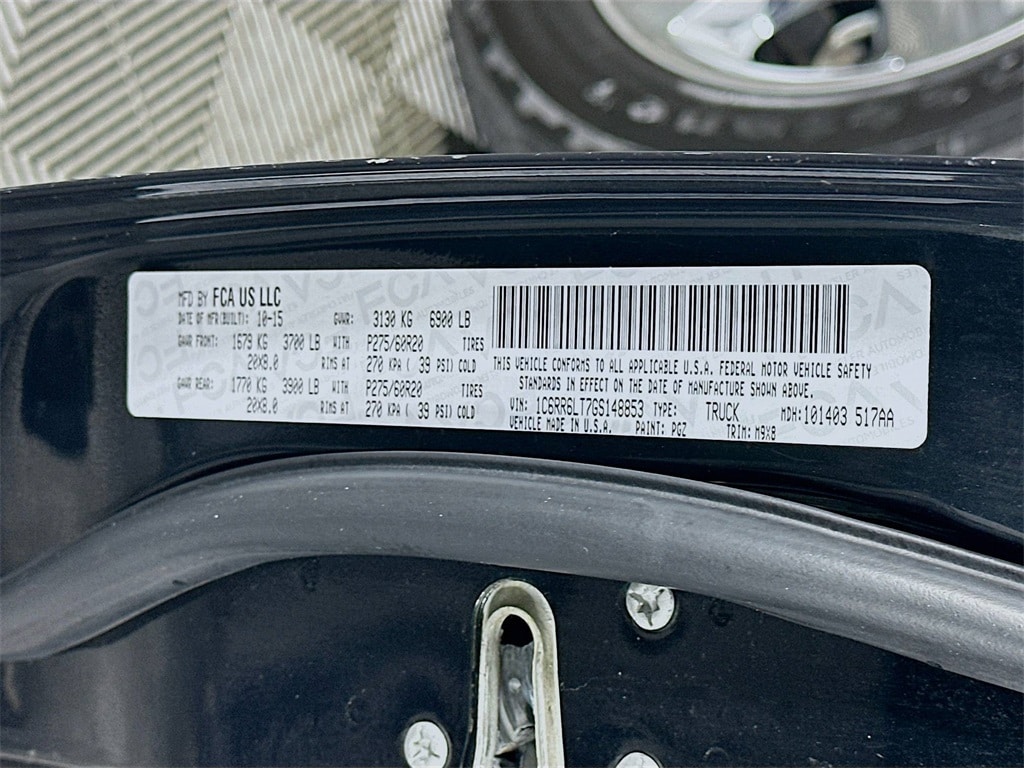 MFD BY FCA US LLC
DATE OF MFR(BUILT): 10-15 GVWR: 3130 KG 6900 LB
GAWR FRONT: 1679 KG 3700 LB WITH P275/60R20 TIRES
20X8.0 RIMS AT 270 KPA ( 39 PSI) COLD
GAWR REAR: 1770 KG 3900 LB WITH P275/60R20 TIRES
20X8.0 RIMS AT 270 KPA ( 39 PSI) COLD
THIS VEHICLE CONFORMS TO ALL APPLICABLE U.S.A. FEDERAL MOTOR VEHICLE SAFETY
STANDARDS IN EFFECT ON THE DATE OF MANUFACTURE SHOWN ABOVE.
VIN: 1C6RR6LT7GS148853 TYPE: TRUCK MDH:101403 517AA
VEHICLE MADE IN U.S.A. PAINT: PGZ TRIM: M9X8